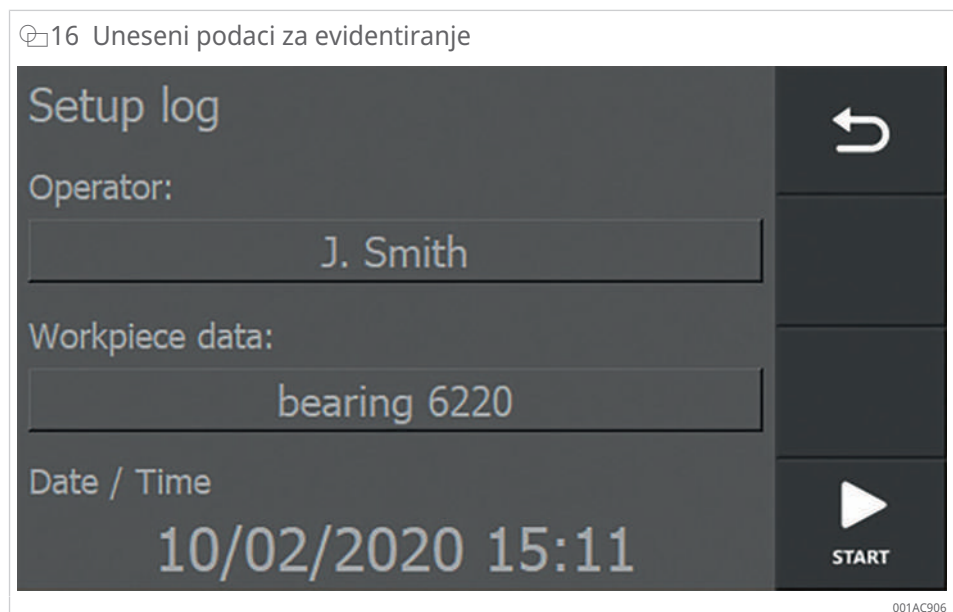 16 Uneseni podaci za evidentiranje
Setup log
Operator:
J. Smith
Workpiece data:
bearing 6220
Date / Time
10/02/2020 15:11
START
001AC906